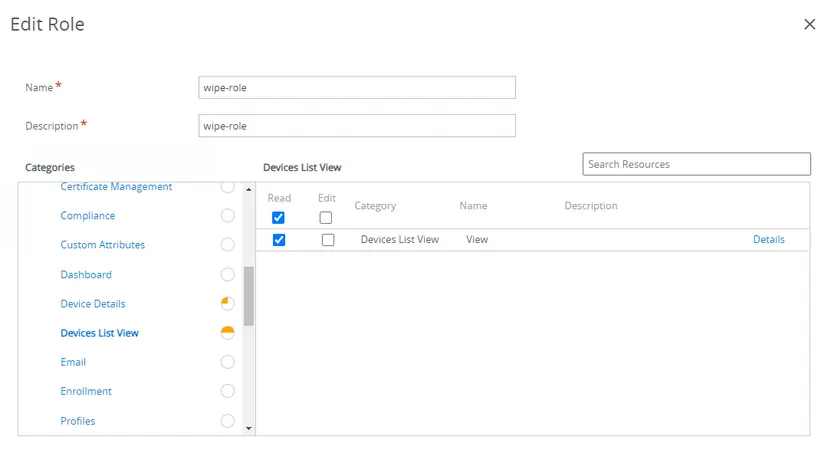 Edit Role
Name *
wipe-role
Description *
wipe-role
Categories
Devices List View
Search Resources
Certificate Management
Compliance
Custom Attributes
Dashboard
Device Details
Devices List View
Email
Enrollment
Profiles
Read Edit Category Name Description
Devices List View View Details